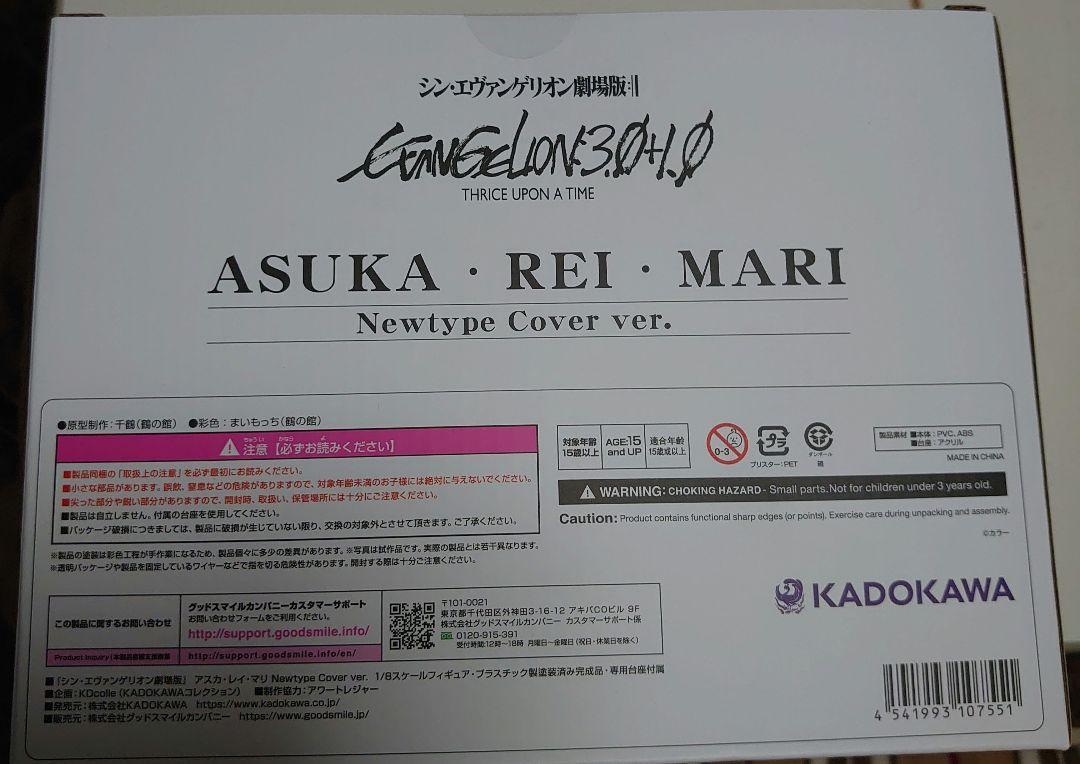 シン・エヴァンゲリオン劇場版𝄇
EVANGELION:3.0+1.0
THRICE UPON A TIME
ASUKA・REI・MARI
Newtype Cover ver.
●原型制作：千鶴(鶴の館)　●彩色：まいもっち(鶴の館)
注意【必ずお読みください】
■製品同梱の「取扱上の注意」を必ず最初にお読みください。
■小さな部品があります。誤飲、窒息などの危険がありますので、対象年齢未満のお子様には絶対に与えないでください。
■尖った部分や鋭い部分がありますので、開封時、取扱い、保管場所には十分ご注意ください。
■製品は自立しません。付属の台座を使用してください。
■パッケージ破損につきましては、製品に破損が生じていない限り、交換の対象外とさせて頂きます。ご了承ください。
※製品の塗装は彩色工程が手作業になるため、製品個々に多少の差異があります。※写真は試作品です。実際の製品とは若干異なります。
※透明パッケージや製品を固定しているワイヤーなどで指を切る危険性があります。開封する際は十分ご注意ください。
対象年齢
15歳以上
AGE:15
and UP
適合年齢
15歳或以上
0-3
プラ
ブリスター:PET
ダンボール
箱
製品素材
■本体：PVC, ABS
■台座：アクリル
MADE IN CHINA
WARNING: CHOKING HAZARD - Small parts. Not for children under 3 years old.
Caution: Product contains functional sharp edges (or points). Exercise care during unpacking and assembly.
©カラー
KADOKAWA
この製品に関するお問い合わせ
グッドスマイルカンパニーカスタマーサポート
お問い合わせフォームをご利用ください。
http://support.goodsmile.info/
Product Inquiry
http://support.goodsmile.info/en/
〒101-0021
東京都千代田区外神田3-16-12 アキバCOビル 9F
株式会社グッドスマイルカンパニー カスタマーサポート係
0120-915-391
受付時間:12時～18時 月曜日～金曜日(祝日・休業日を除く)
■『シン・エヴァンゲリオン劇場版』 アスカ・レイ・マリ Newtype Cover ver. 1/8スケールフィギュア・プラスチック製塗装済み完成品・専用台座付属
■企画：KDcolle (KADOKAWAコレクション)　■制作協力：アワートレジャー
■発売元：株式会社KADOKAWA https://www.kadokawa.co.jp/
■販売元：株式会社グッドスマイルカンパニー https://www.goodsmile.jp/
4 541993 107551